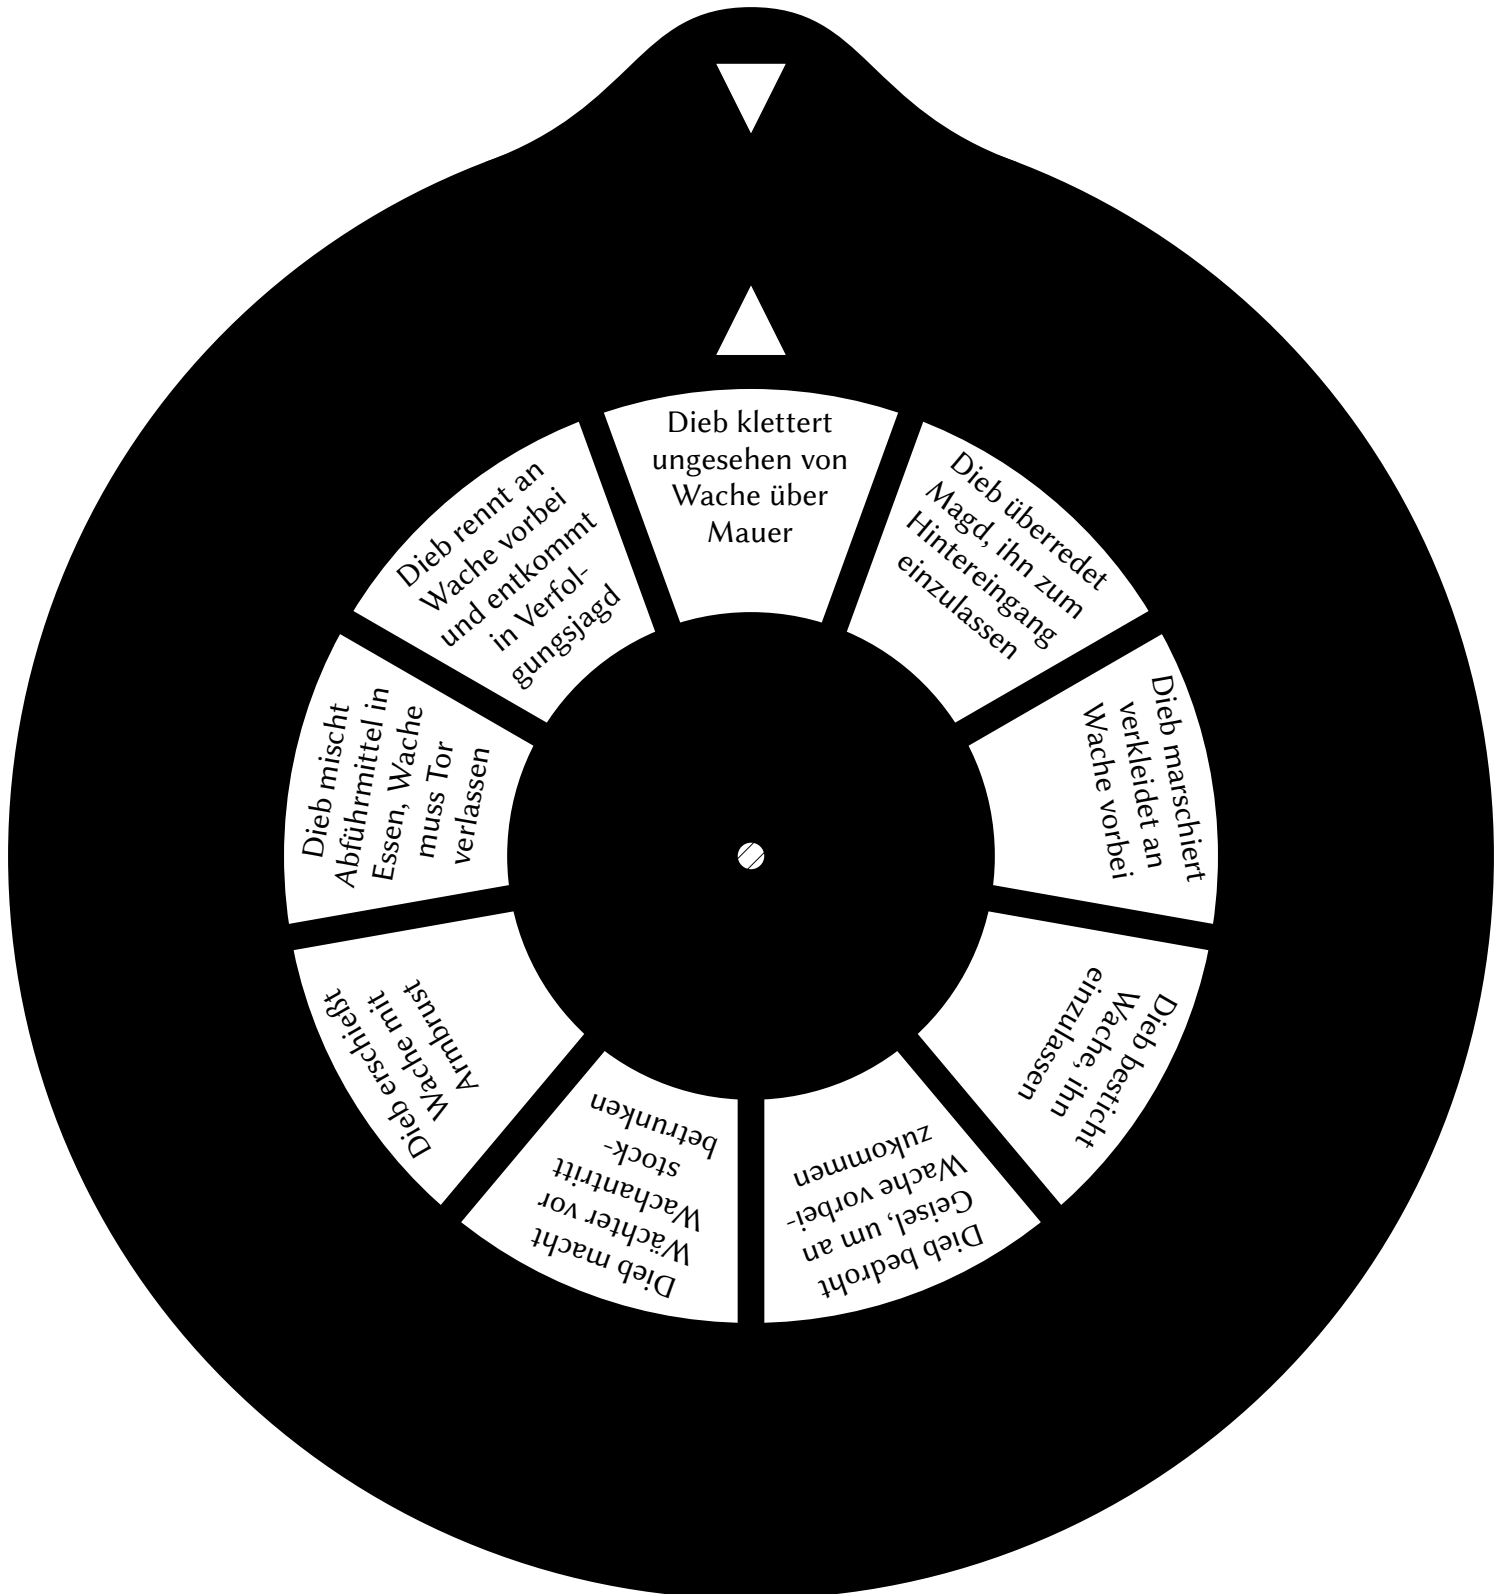 Dieb klettert
ungesehen von
Wache über
Mauer
Dieb überredet
Magd, ihn zum
Hintereingang
einzulassen
Dieb marschiert
verkleidet an
Wache vorbei
Dieb besticht
Wache, ihn
einzulassen
Dieb bedroht
Geisel, um an
Wache vorbei-
zukommen
Dieb macht
Wächter vor
Wachantritt
stock-
betrunken
Dieb erschießt
Wache mit
Armbrust
Dieb mischt
Abführmittel in
Essen, Wache
muss Tor
verlassen
Dieb rennt an
Wache vorbei
und entkommt
in Verfol-
gungsjagd